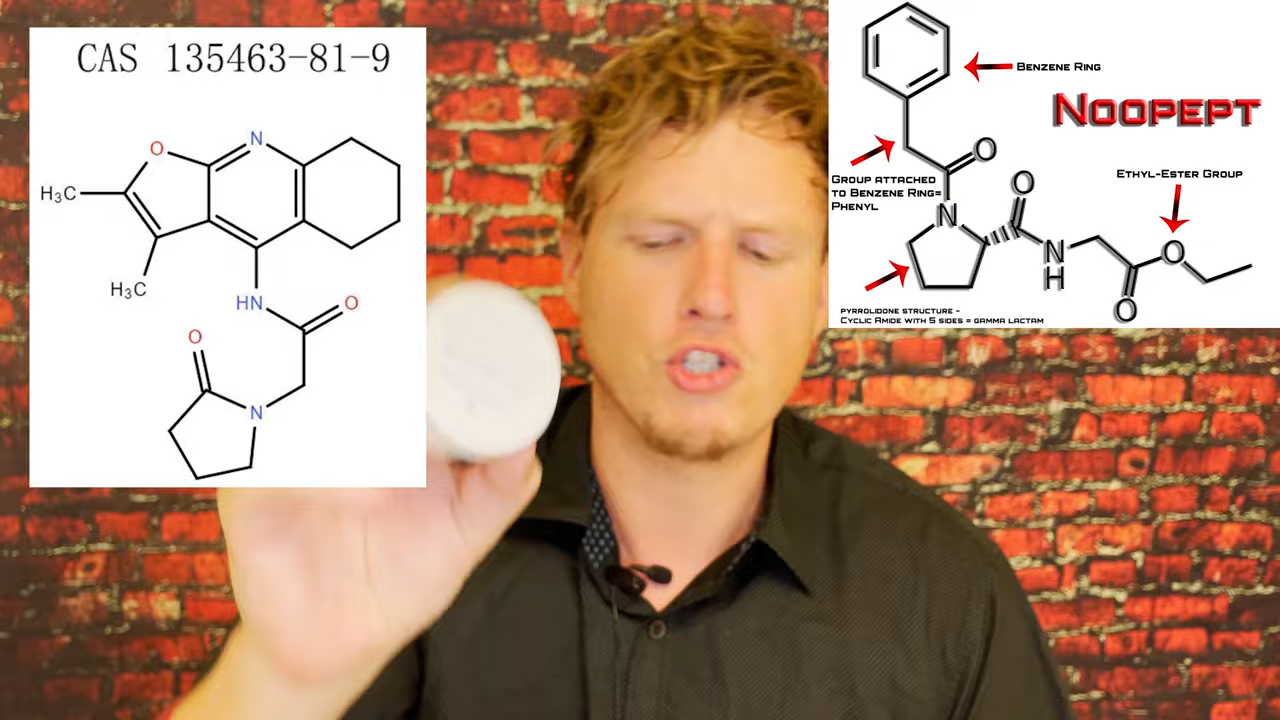 CAS 135463-81-9
O
N
H₃C
H₃C
HN
O
O
N
Benzene Ring
Noopept
O
Group attached
to Benzene Ring=
Phenyl
Ethyl-Ester Group
O
N
N
H
O
O
pyrrolidone structure -
Cyclic Amide with 5 sides = gamma lactam